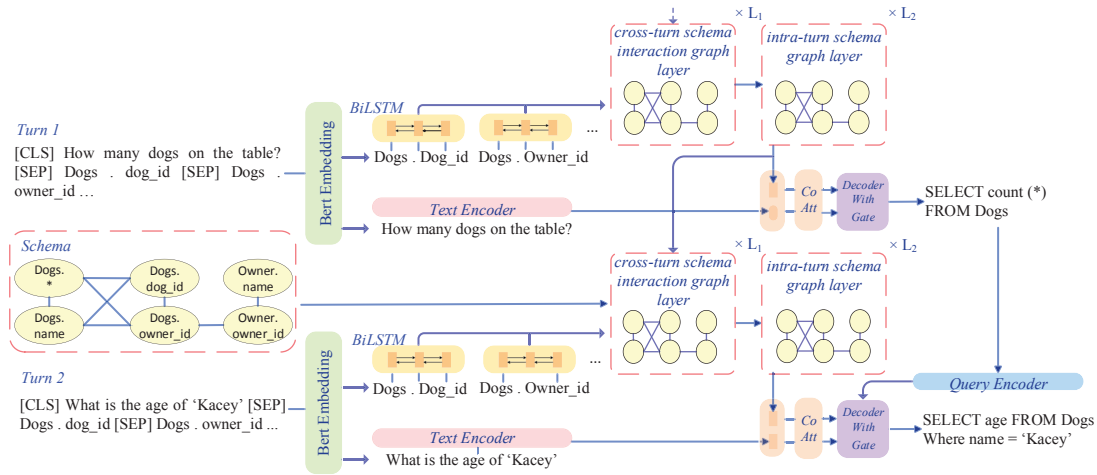 Turn 1
[CLS] How many dogs on the table?
[SEP] Dogs . dog_id [SEP] Dogs .
owner_id ...
Bert Embedding
BiLSTM
Dogs . Dog_id
Dogs . Owner_id
...
Text Encoder
How many dogs on the table?
cross-turn schema
interaction graph
layer
× L1
intra-turn schema
graph layer
× L2
Co
Att
Decoder
With
Gate
SELECT count (*)
FROM Dogs
Schema
Dogs.
*
Dogs.
dog_id
Owner.
name
Dogs.
name
Dogs.
owner_id
Owner.
owner_id
Turn 2
[CLS] What is the age of ‘Kacey’ [SEP]
Dogs . dog_id [SEP] Dogs . owner_id ...
Bert Embedding
BiLSTM
Dogs . Dog_id
Dogs . Owner_id
...
Text Encoder
What is the age of ‘Kacey’
cross-turn schema
interaction graph
layer
× L1
intra-turn schema
graph layer
× L2
Co
Att
Decoder
With
Gate
Query Encoder
SELECT age FROM Dogs
Where name = ‘Kacey’